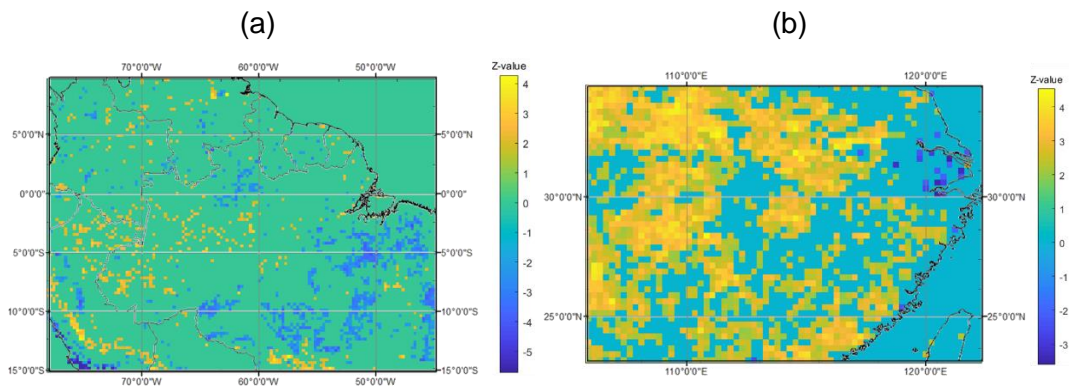 (a)
(b)
70°0'0"W 60°0'0"W 50°0'0"W
Z-value
5°0'0"N 5°0'0"N
0°0'0" 0°0'0"
5°0'0"S 5°0'0"S
10°0'0"S 10°0'0"S
15°0'0"S 15°0'0"S
70°0'0"W 60°0'0"W 50°0'0"W
4
3
2
1
0
-1
-2
-3
-4
-5
110°0'0"E 120°0'0"E
Z-value
30°0'0"N 30°0'0"N
25°0'0"N 25°0'0"N
110°0'0"E 120°0'0"E
4
3
2
1
0
-1
-2
-3